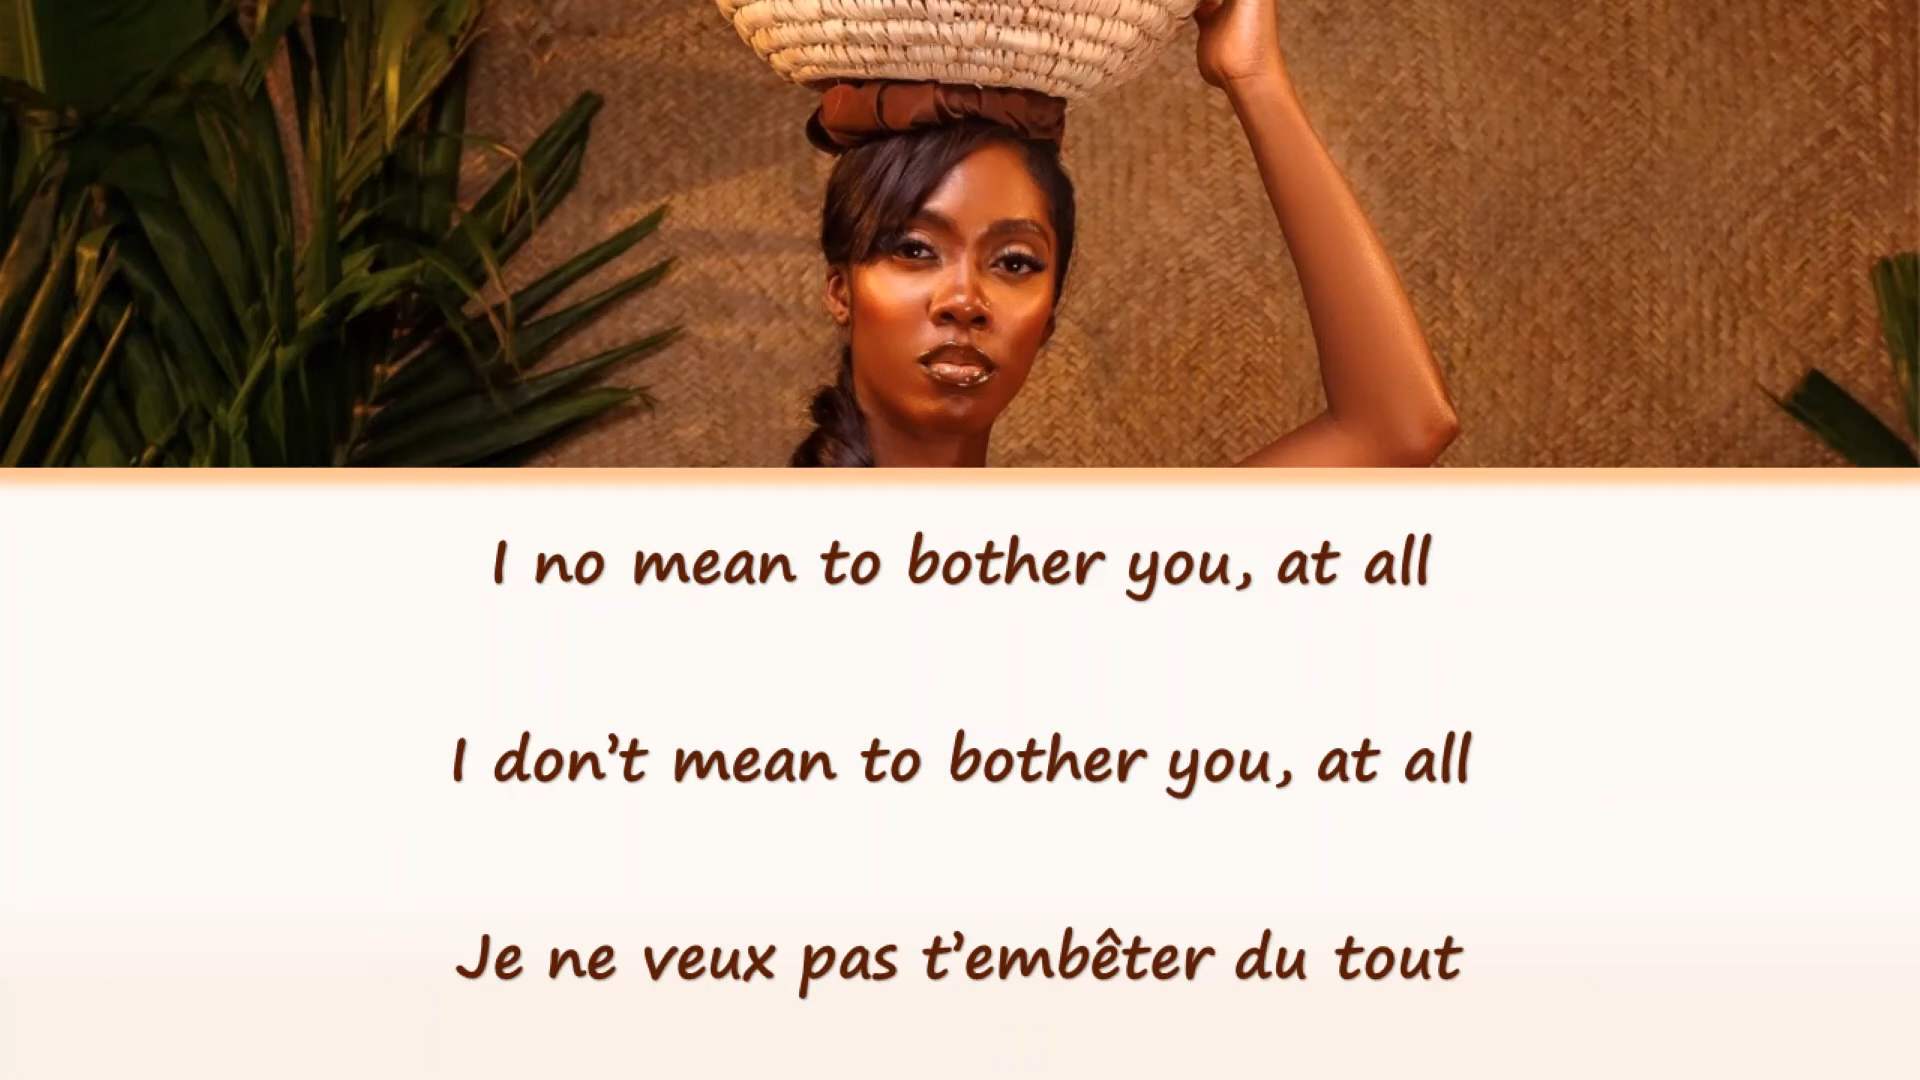 I no mean to bother you, at all
I don’t mean to bother you, at all
Je ne veux pas t’embêter du tout